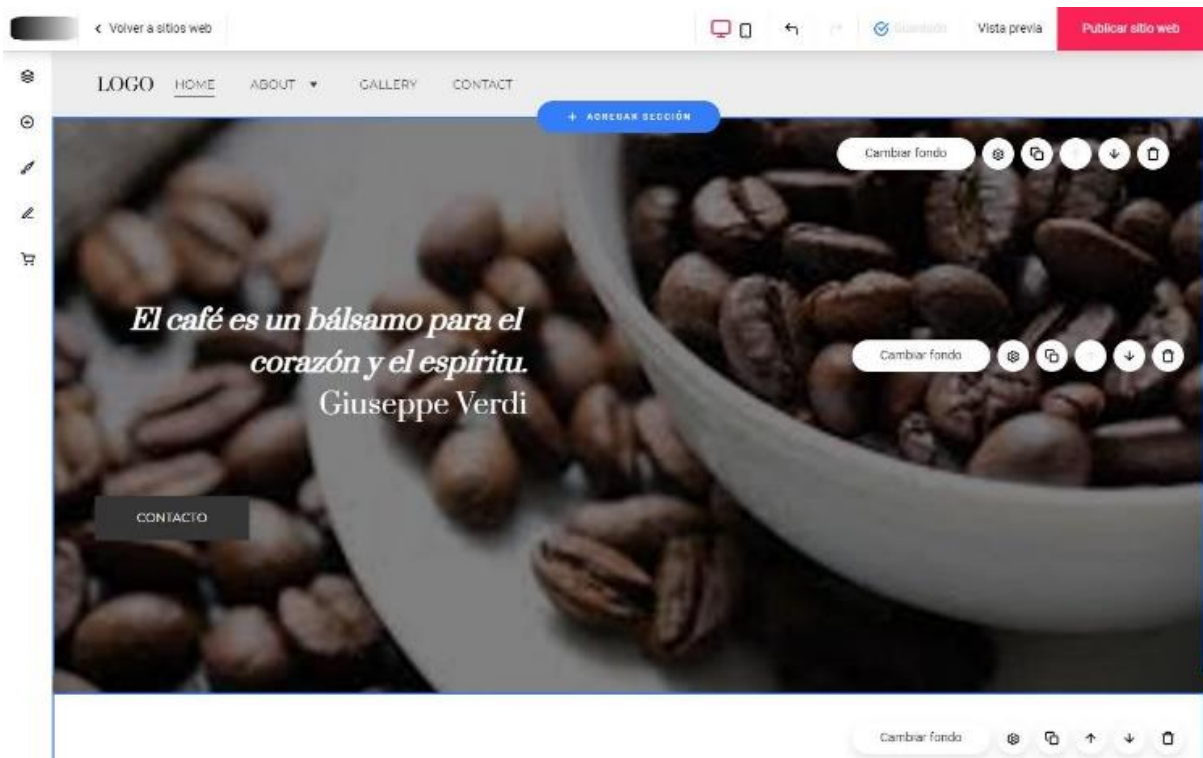 Volver a sitios web
Guardado
Vista previa
Publicar sitio web
LOGO HOME ABOUT GALLERY CONTACT
+ AGREGAR SECCIÓN
Cambiar fondo
El café es un bálsamo para el
corazón y el espíritu.
Giuseppe Verdi
Cambiar fondo
CONTACTO
Cambiar fondo